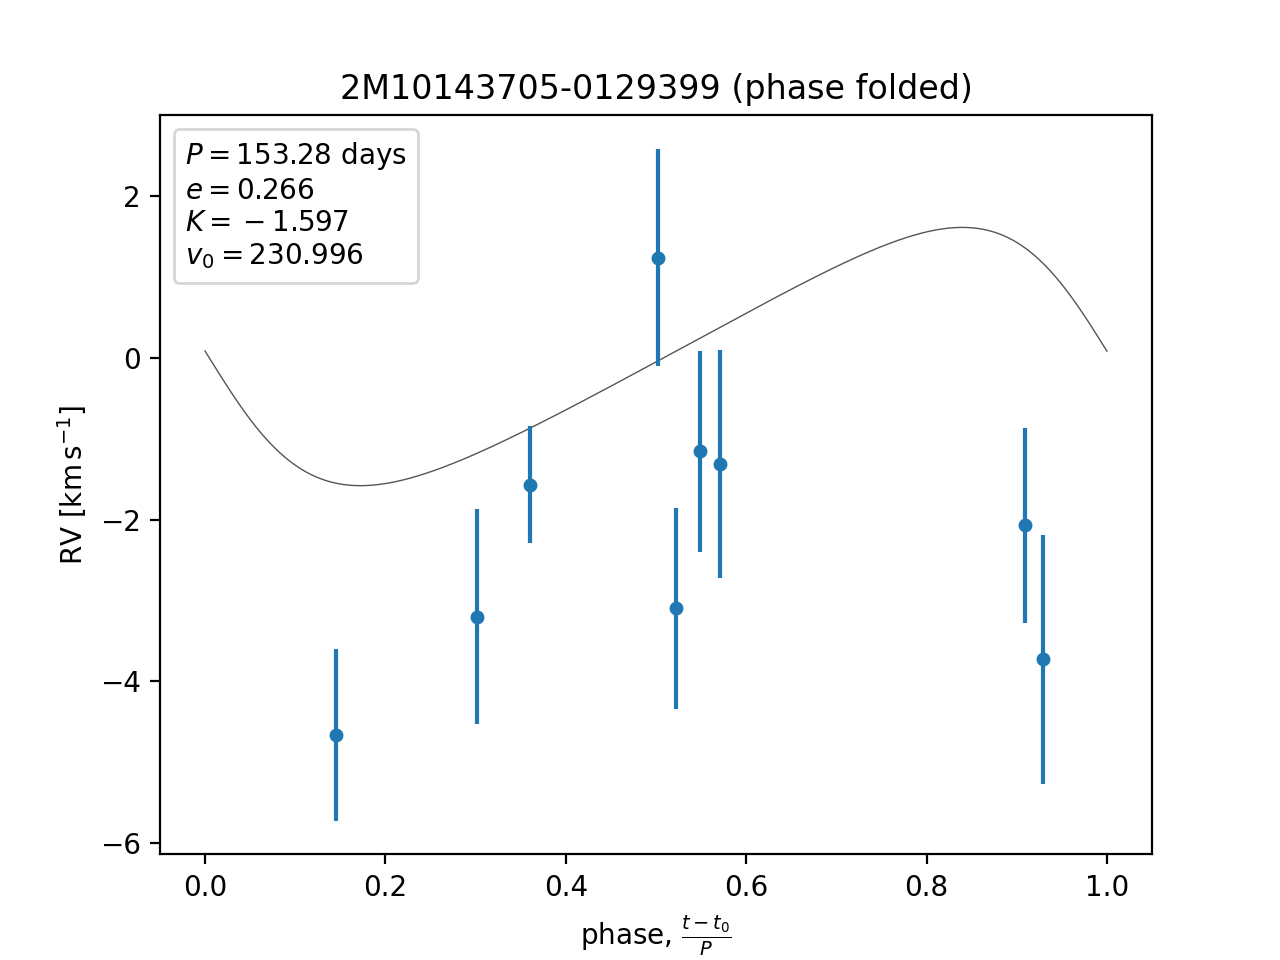 2M10143705-0129399 (phase folded)
P = 153.28 days
e = 0.266
K = −1.597
v₀ = 230.996
2
0
−2
−4
−6
RV [km s⁻¹]
0.0 0.2 0.4 0.6 0.8 1.0
phase, (t − t₀)/P